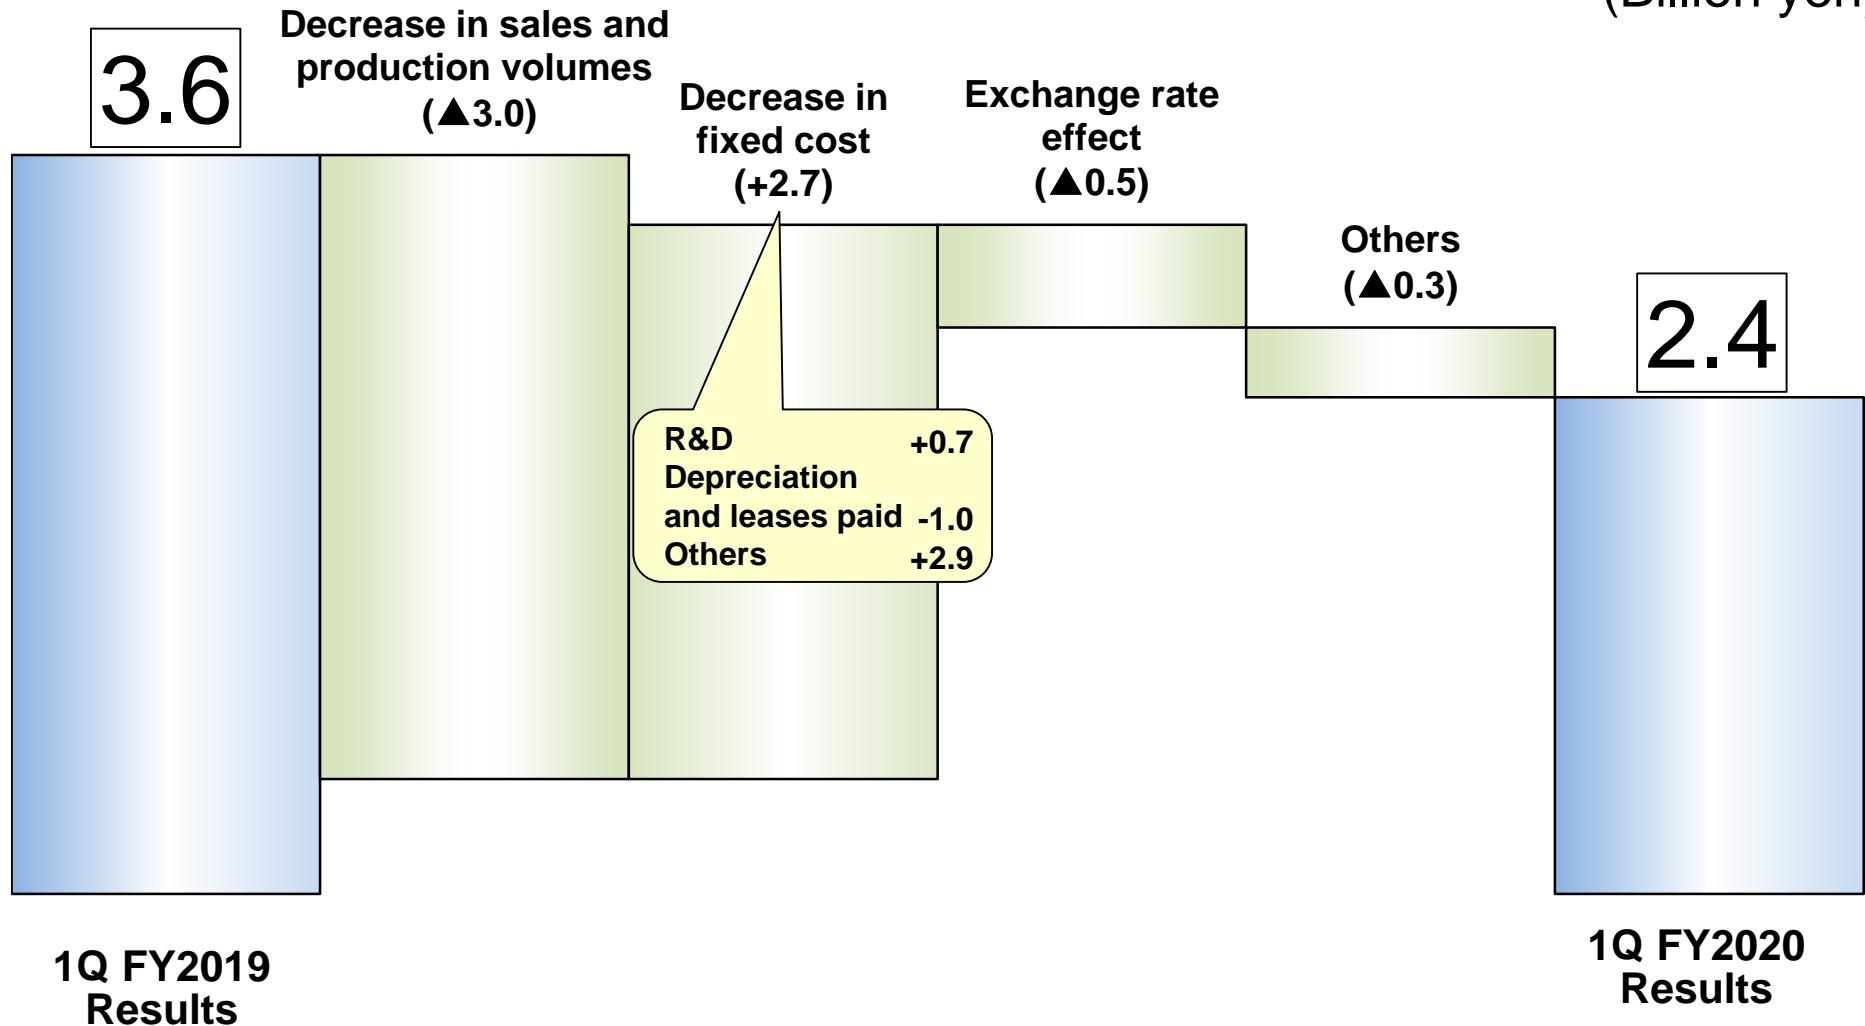 (Billion yen)
3.6
Decrease in sales and
production volumes
(▲3.0)
Decrease in
fixed cost
(+2.7)
Exchange rate
effect
(▲0.5)
Others
(▲0.3)
2.4
R&D +0.7
Depreciation
and leases paid -1.0
Others +2.9
1Q FY2019
Results
1Q FY2020
Results